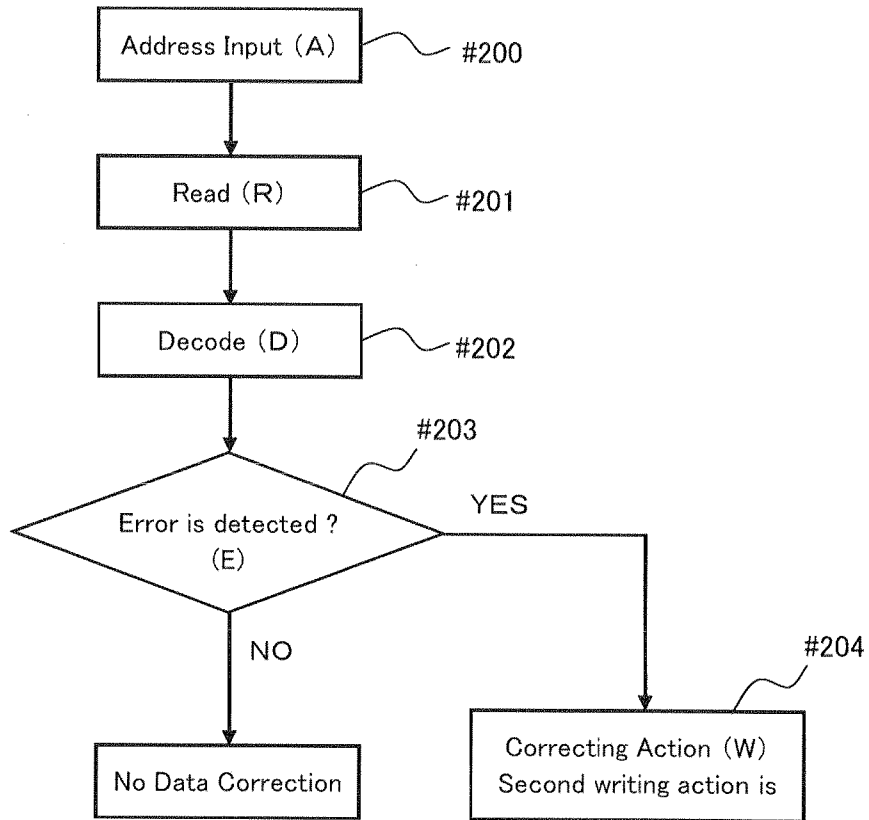 Address Input (A)
#200
Read (R)
#201
Decode (D)
#202
#203
Error is detected ?
(E)
YES
NO
#204
No Data Correction
Correcting Action (W)
Second writing action is